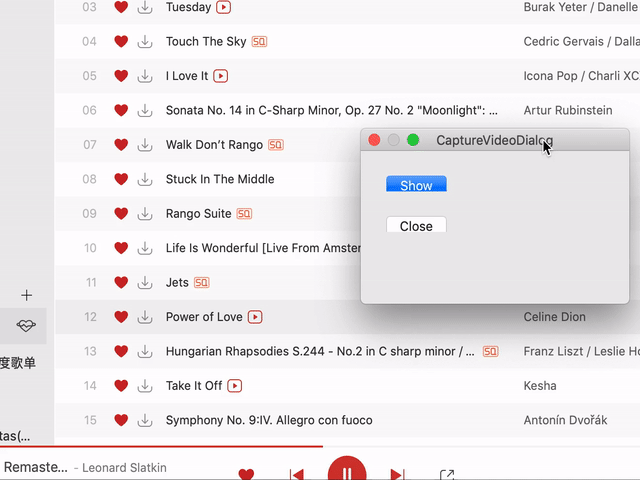 03 Tuesday Burak Yeter / Danelle
04 Touch The Sky SQ Cedric Gervais / Dalla
05 I Love It Icona Pop / Charli XC
06 Sonata No. 14 in C-Sharp Minor, Op. 27 No. 2 "Moonlight": ... Artur Rubinstein
CaptureVideoDialog
07 Walk Don't Rango SQ
08 Stuck In The Middle
Show
09 Rango Suite SQ
Close
10 Life Is Wonderful [Live From Amster
11 Jets SQ
12 Power of Love Celine Dion
13 Hungarian Rhapsodies S.244 - No.2 in C sharp minor / ... SQ Franz Liszt / Leslie Ho
度歌单
14 Take It Off Kesha
15 Symphony No. 9:IV. Allegro con fuoco Antonín Dvořák
tas(...
Remaste... - Leonard Slatkin